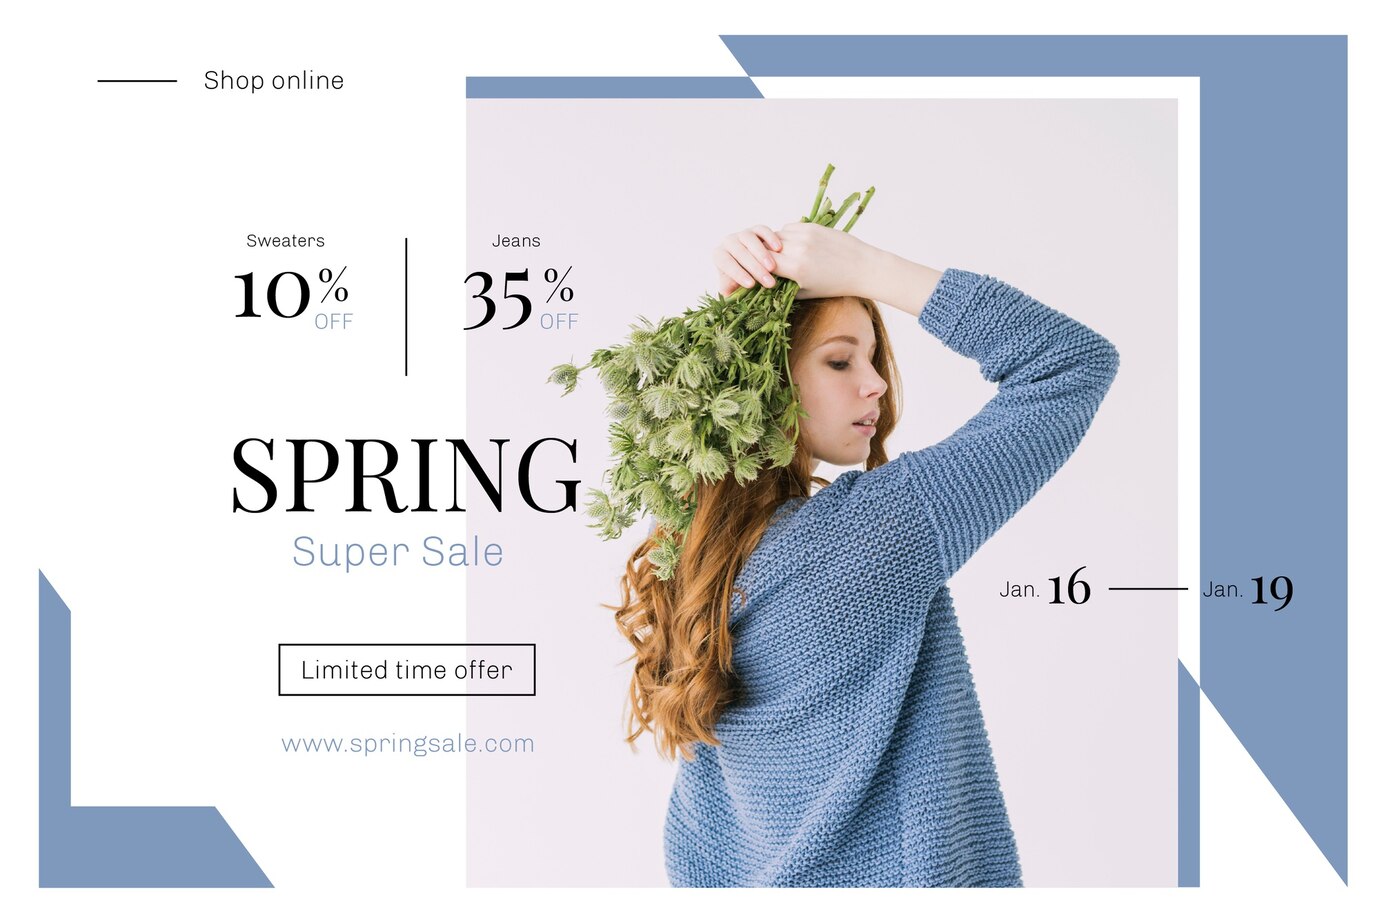 Shop online
Sweaters
10% OFF
Jeans
35% OFF
SPRING
Super Sale
Jan. 16 — Jan. 19
Limited time offer
www.springsale.com